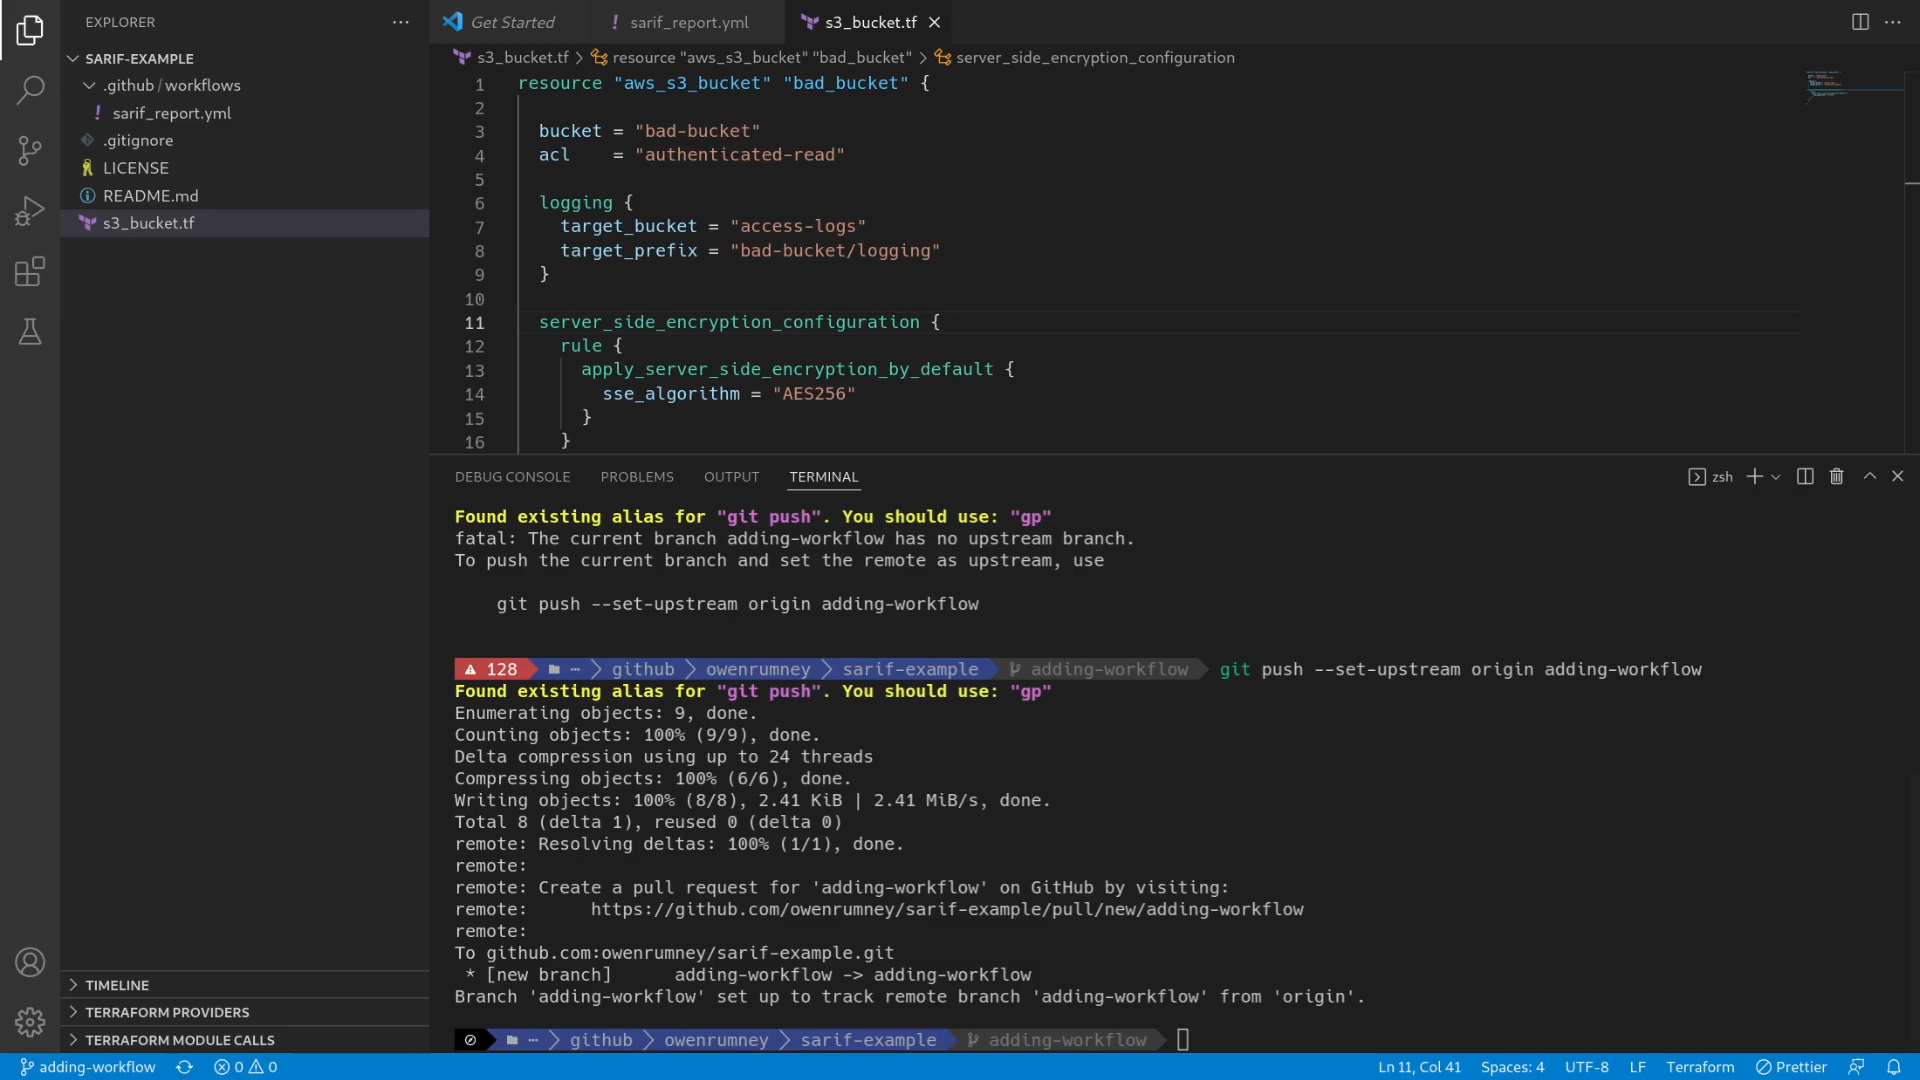 EXPLORER
SARIF-EXAMPLE
.github / workflows
sarif_report.yml
.gitignore
LICENSE
README.md
s3_bucket.tf
TIMELINE
TERRAFORM PROVIDERS
TERRAFORM MODULE CALLS
Get Started
sarif_report.yml
s3_bucket.tf
s3_bucket.tf > resource "aws_s3_bucket" "bad_bucket" > server_side_encryption_configuration
1 resource "aws_s3_bucket" "bad_bucket" {
2
3 bucket = "bad-bucket"
4 acl    = "authenticated-read"
5
6 logging {
7 target_bucket = "access-logs"
8 target_prefix = "bad-bucket/logging"
9 }
10
11 server_side_encryption_configuration {
12 rule {
13 apply_server_side_encryption_by_default {
14 sse_algorithm = "AES256"
15 }
16 }
DEBUG CONSOLE PROBLEMS OUTPUT TERMINAL
zsh
Found existing alias for "git push". You should use: "gp"
fatal: The current branch adding-workflow has no upstream branch.
To push the current branch and set the remote as upstream, use
git push --set-upstream origin adding-workflow
128 ··· github owenrumney sarif-example adding-workflow git push --set-upstream origin adding-workflow
Found existing alias for "git push". You should use: "gp"
Enumerating objects: 9, done.
Counting objects: 100% (9/9), done.
Delta compression using up to 24 threads
Compressing objects: 100% (6/6), done.
Writing objects: 100% (8/8), 2.41 KiB | 2.41 MiB/s, done.
Total 8 (delta 1), reused 0 (delta 0)
remote: Resolving deltas: 100% (1/1), done.
remote:
remote: Create a pull request for 'adding-workflow' on GitHub by visiting:
remote:      https://github.com/owenrumney/sarif-example/pull/new/adding-workflow
remote:
To github.com:owenrumney/sarif-example.git
* [new branch]      adding-workflow -> adding-workflow
Branch 'adding-workflow' set up to track remote branch 'adding-workflow' from 'origin'.
··· github owenrumney sarif-example adding-workflow
adding-workflow 0 0 Ln 11, Col 41 Spaces: 4 UTF-8 LF Terraform Prettier